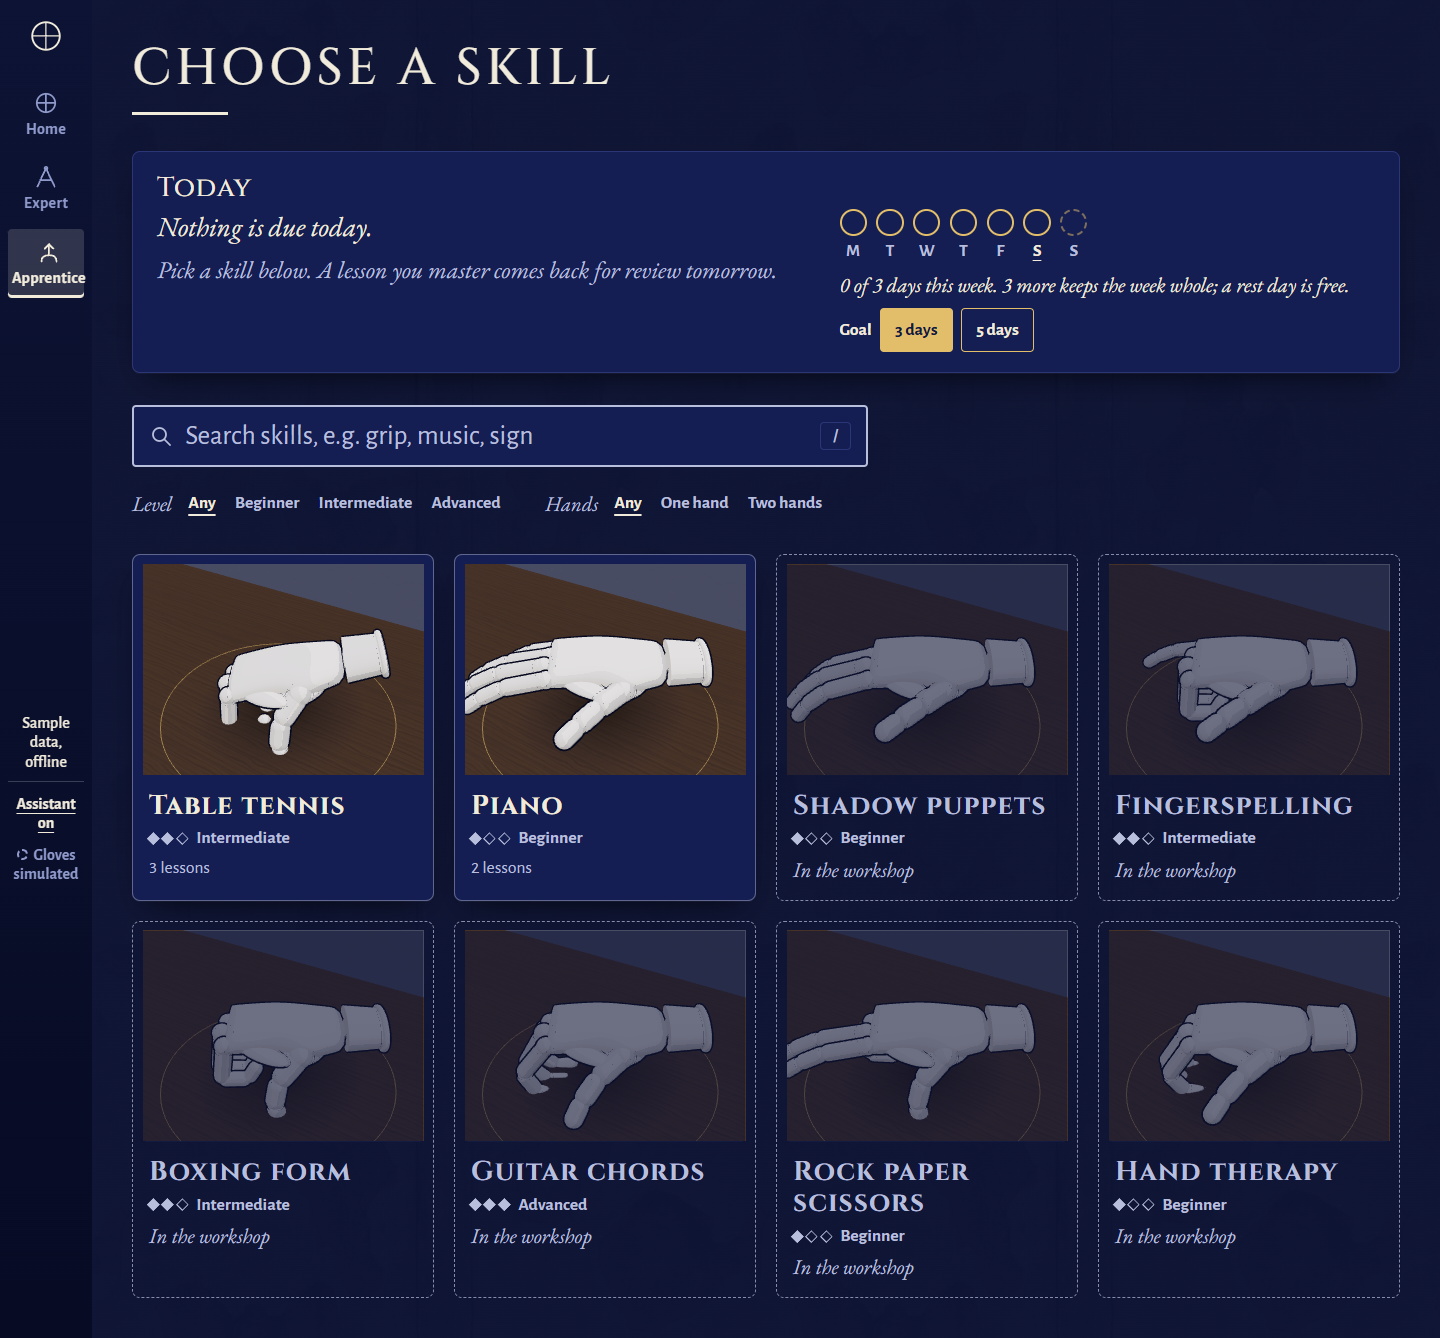 CHOOSE A SKILL
Home
Expert
Apprentice
Sample
data,
offline
Assistant
on
Gloves
simulated
TODAY
Nothing is due today.
Pick a skill below. A lesson you master comes back for review tomorrow.
M T W T F S S
0 of 3 days this week. 3 more keeps the week whole; a rest day is free.
Goal 3 days 5 days
Search skills, e.g. grip, music, sign /
Level Any Beginner Intermediate Advanced Hands Any One hand Two hands
TABLE TENNIS
Intermediate
3 lessons
PIANO
Beginner
2 lessons
SHADOW PUPPETS
Beginner
In the workshop
FINGERSPELLING
Intermediate
In the workshop
BOXING FORM
Intermediate
In the workshop
GUITAR CHORDS
Advanced
In the workshop
ROCK PAPER
SCISSORS
Beginner
In the workshop
HAND THERAPY
Beginner
In the workshop